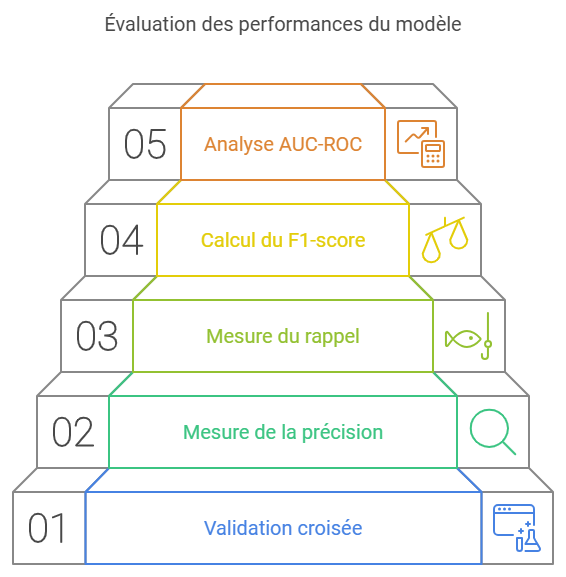 Évaluation des performances du modèle
05 Analyse AUC-ROC
04 Calcul du F1-score
03 Mesure du rappel
02 Mesure de la précision
01 Validation croisée